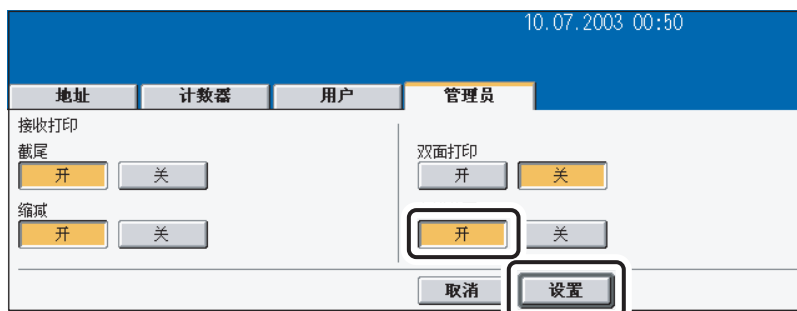 10.07.2003 00:50
地址 计数器 用户 管理员
接收打印
截尾 双面打印
开 关 开 关
缩减
开 关 开 关
取消 设置